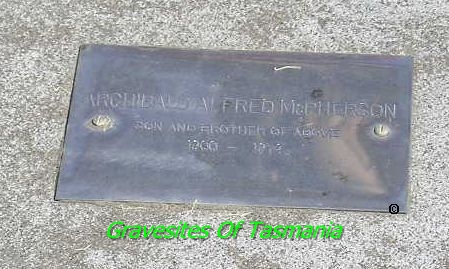 ARCHIBALD ALFRED McPHERSON
SON AND BROTHER OF ABOVE
1900 –
©
Gravesites Of Tasmania